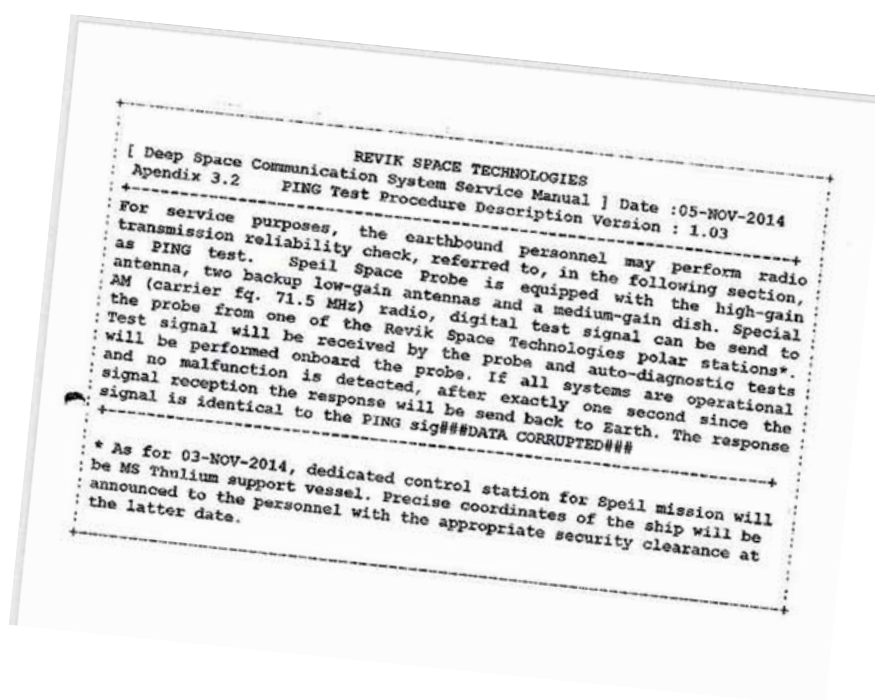 REVIK SPACE TECHNOLOGIES
[ Deep Space Communication System Service Manual ] Date :05-NOV-2014
Apendix 3.2 PING Test Procedure Description Version : 1.03
For service purposes, the earthbound personnel may perform radio
transmission reliability check, referred to, in the following section,
as PING test. Speil Space Probe is equipped with the high-gain
antenna, two backup low-gain antennas and a medium-gain dish. Special
AM (carrier fq. 71.5 MHz) radio, digital test signal can be send to
the probe from one of the Revik Space Technologies polar stations*.
Test signal will be received by the probe and auto-diagnostic tests
will be performed onboard the probe. If all systems are operational
and no malfunction is detected, after exactly one second since the
signal reception the response will be send back to Earth. The response
signal is identical to the PING sig###DATA CORRUPTED###
* As for 03-NOV-2014, dedicated control station for Speil mission will
be MS Thulium support vessel. Precise coordinates of the ship will be
announced to the personnel with the appropriate security clearance at
the latter date.